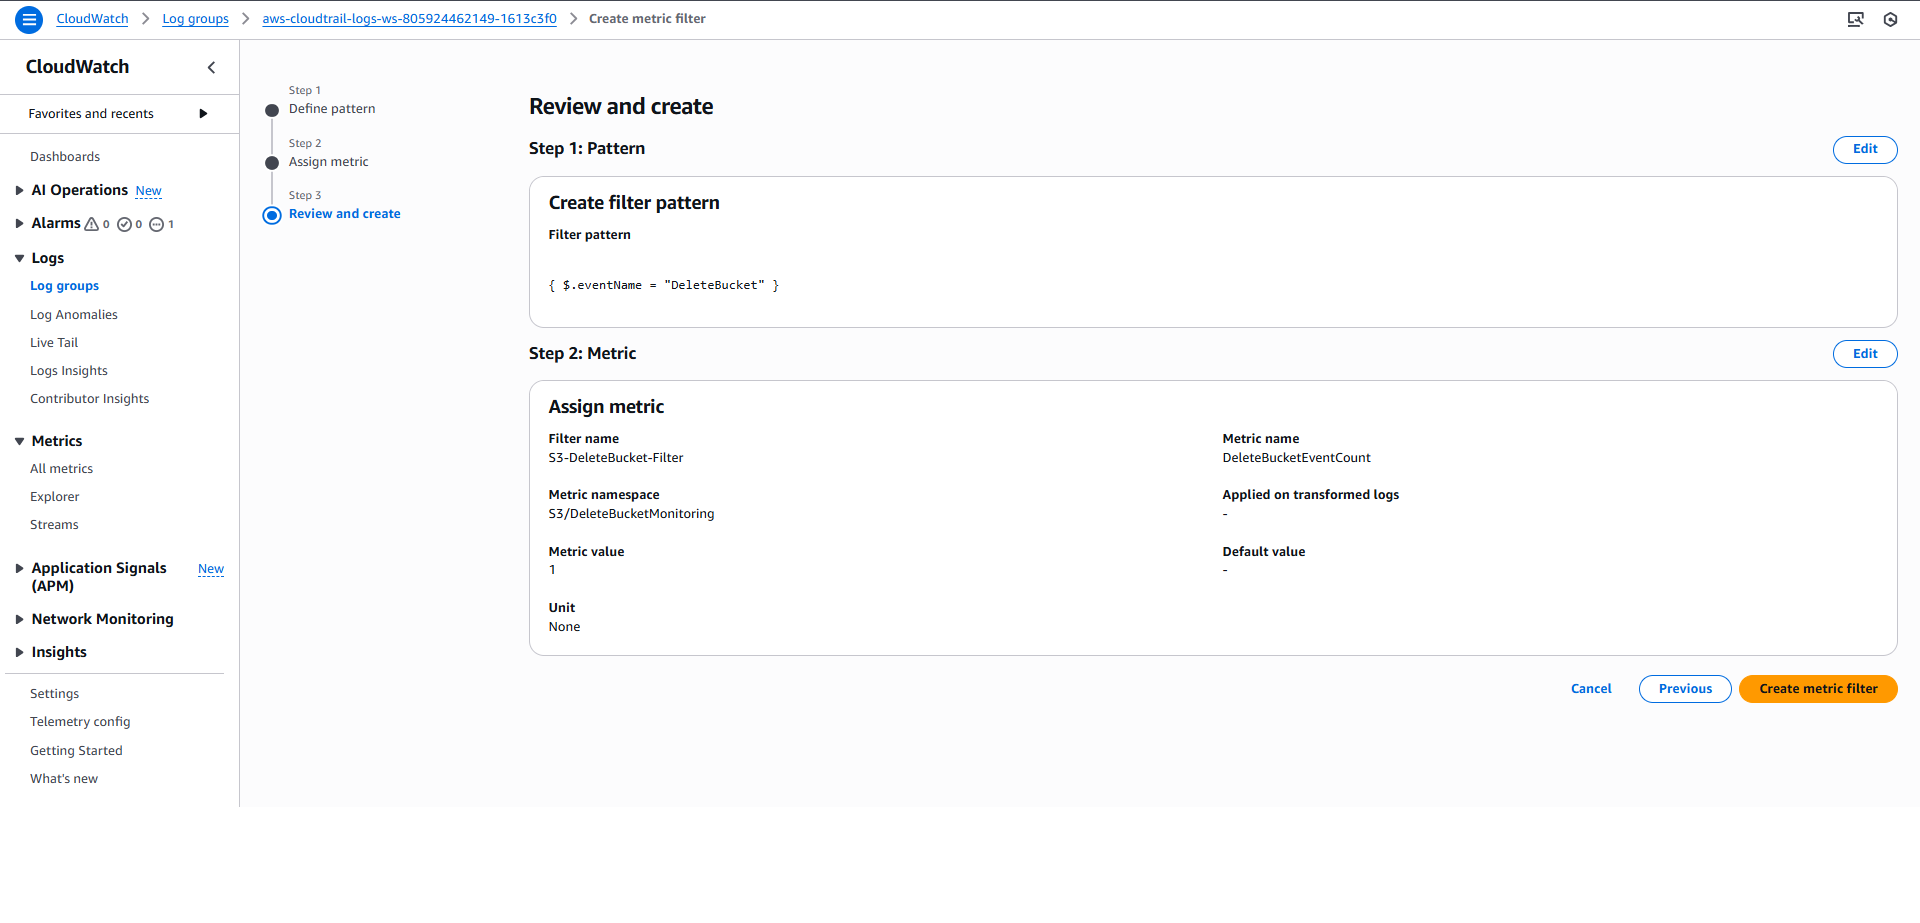 CloudWatch > Log groups > aws-cloudtrail-logs-ws-805924462149-1613c3f0 > Create metric filter
CloudWatch
Favorites and recents
Dashboards
AI Operations New
Alarms 0 0 1
Logs
Log groups
Log Anomalies
Live Tail
Logs Insights
Contributor Insights
Metrics
All metrics
Explorer
Streams
Application Signals New
(APM)
Network Monitoring
Insights
Settings
Telemetry config
Getting Started
What's new
Step 1
Define pattern
Step 2
Assign metric
Step 3
Review and create
Review and create
Step 1: Pattern
Edit
Create filter pattern
Filter pattern
{ $.eventName = "DeleteBucket" }
Step 2: Metric
Edit
Assign metric
Filter name
S3-DeleteBucket-Filter
Metric name
DeleteBucketEventCount
Metric namespace
S3/DeleteBucketMonitoring
Applied on transformed logs
-
Metric value
1
Default value
-
Unit
None
Cancel
Previous
Create metric filter